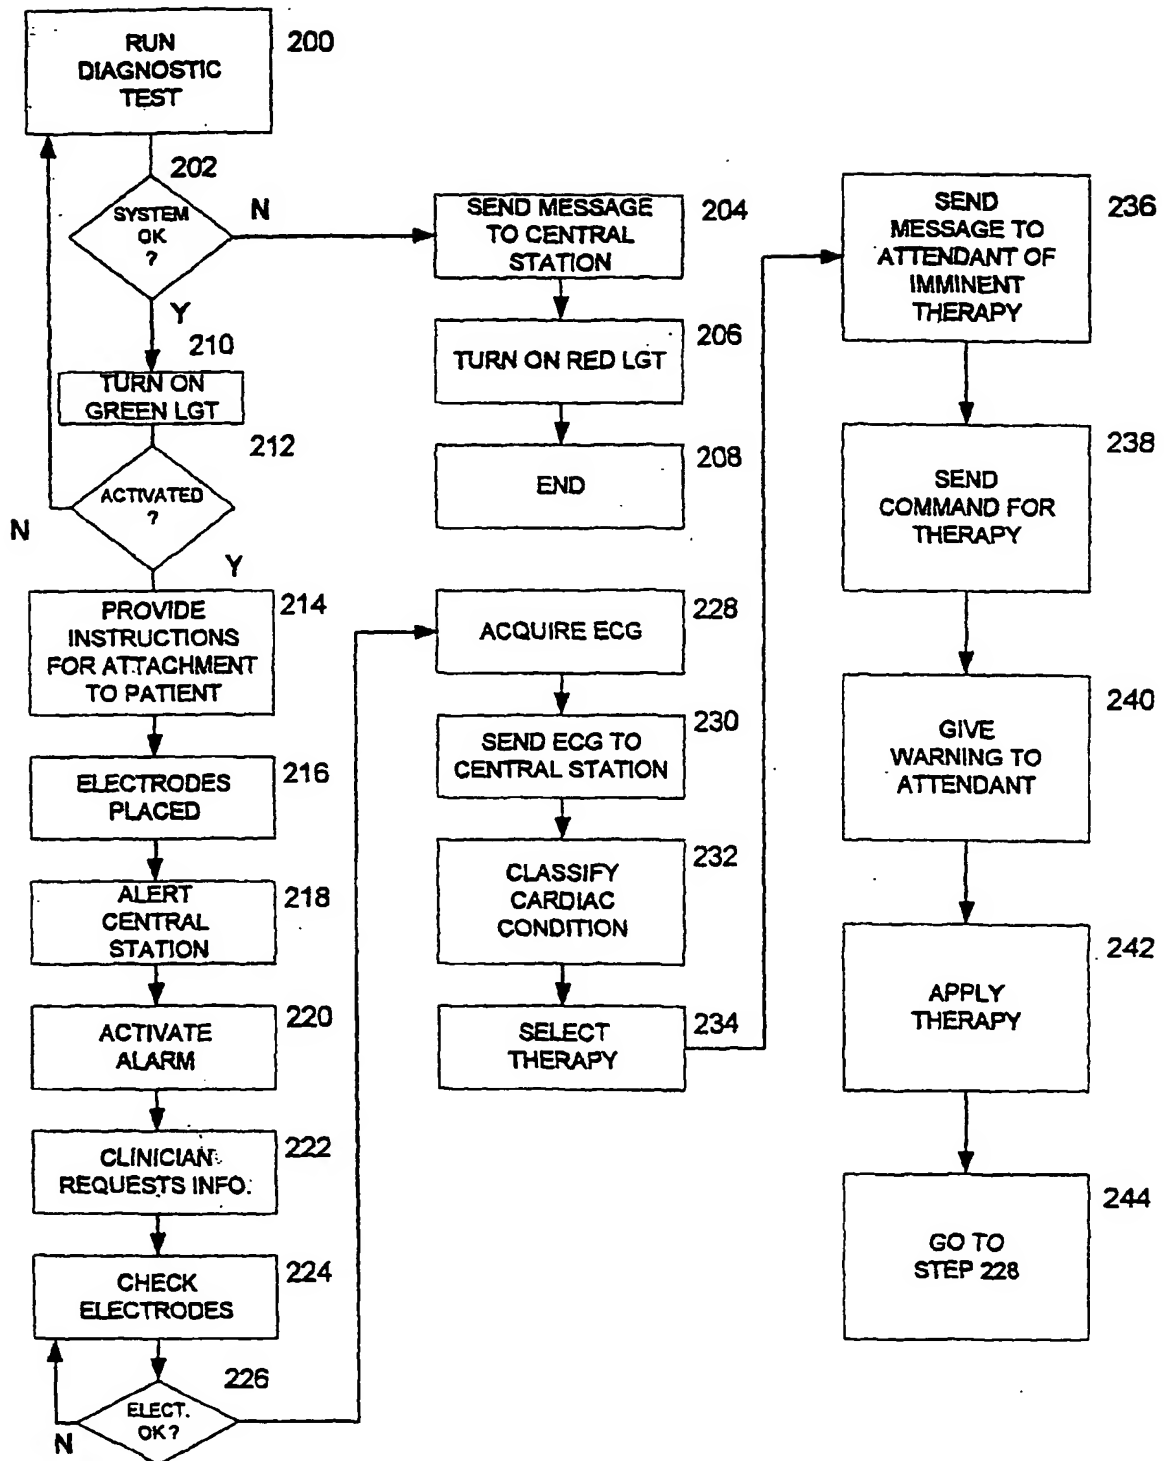 RUN
DIAGNOSTIC
TEST
200
202
SYSTEM
OK
?
N
Y
210
TURN ON
GREEN LGT
212
ACTIVATED
?
N
Y
PROVIDE
INSTRUCTIONS
FOR ATTACHMENT
TO PATIENT
214
ELECTRODES
PLACED
216
ALERT
CENTRAL
STATION
218
ACTIVATE
ALARM
220
CLINICIAN
REQUESTS INFO.
222
CHECK
ELECTRODES
224
226
ELECT.
OK?
N
SEND MESSAGE
TO CENTRAL
STATION
204
TURN ON RED LGT
206
END
208
ACQUIRE ECG
228
SEND ECG TO
CENTRAL STATION
230
CLASSIFY
CARDIAC
CONDITION
232
SELECT
THERAPY
234
SEND
MESSAGE TO
ATTENDANT OF
IMMINENT
THERAPY
236
SEND
COMMAND FOR
THERAPY
238
GIVE
WARNING TO
ATTENDANT
240
APPLY
THERAPY
242
GO TO
STEP 228
244